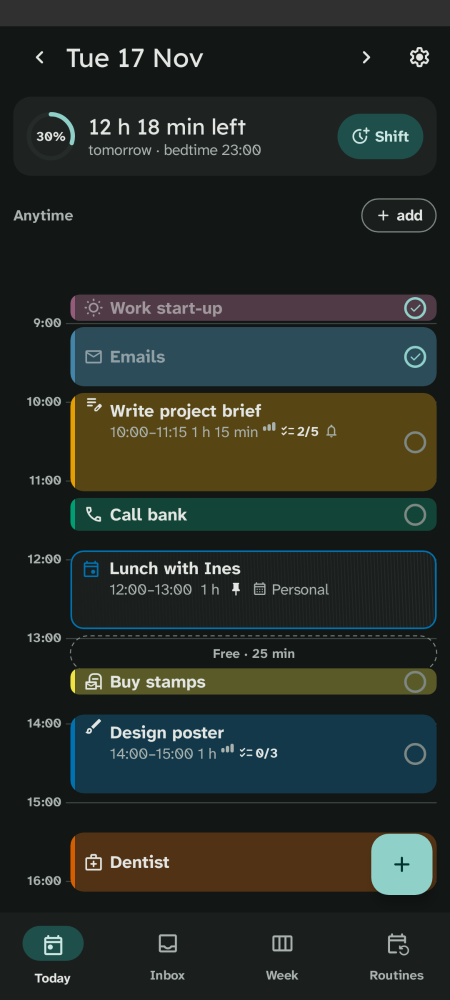 Tue 17 Nov
30%
12 h 18 min left
tomorrow · bedtime 23:00
Shift
Anytime
+ add
Work start-up
9:00
Emails
10:00
Write project brief
10:00–11:15 1 h 15 min 2/5
11:00
Call bank
12:00
Lunch with Ines
12:00–13:00 1 h Personal
13:00
Free · 25 min
Buy stamps
14:00
Design poster
14:00–15:00 1 h 0/3
15:00
Dentist
16:00
Today
Inbox
Week
Routines